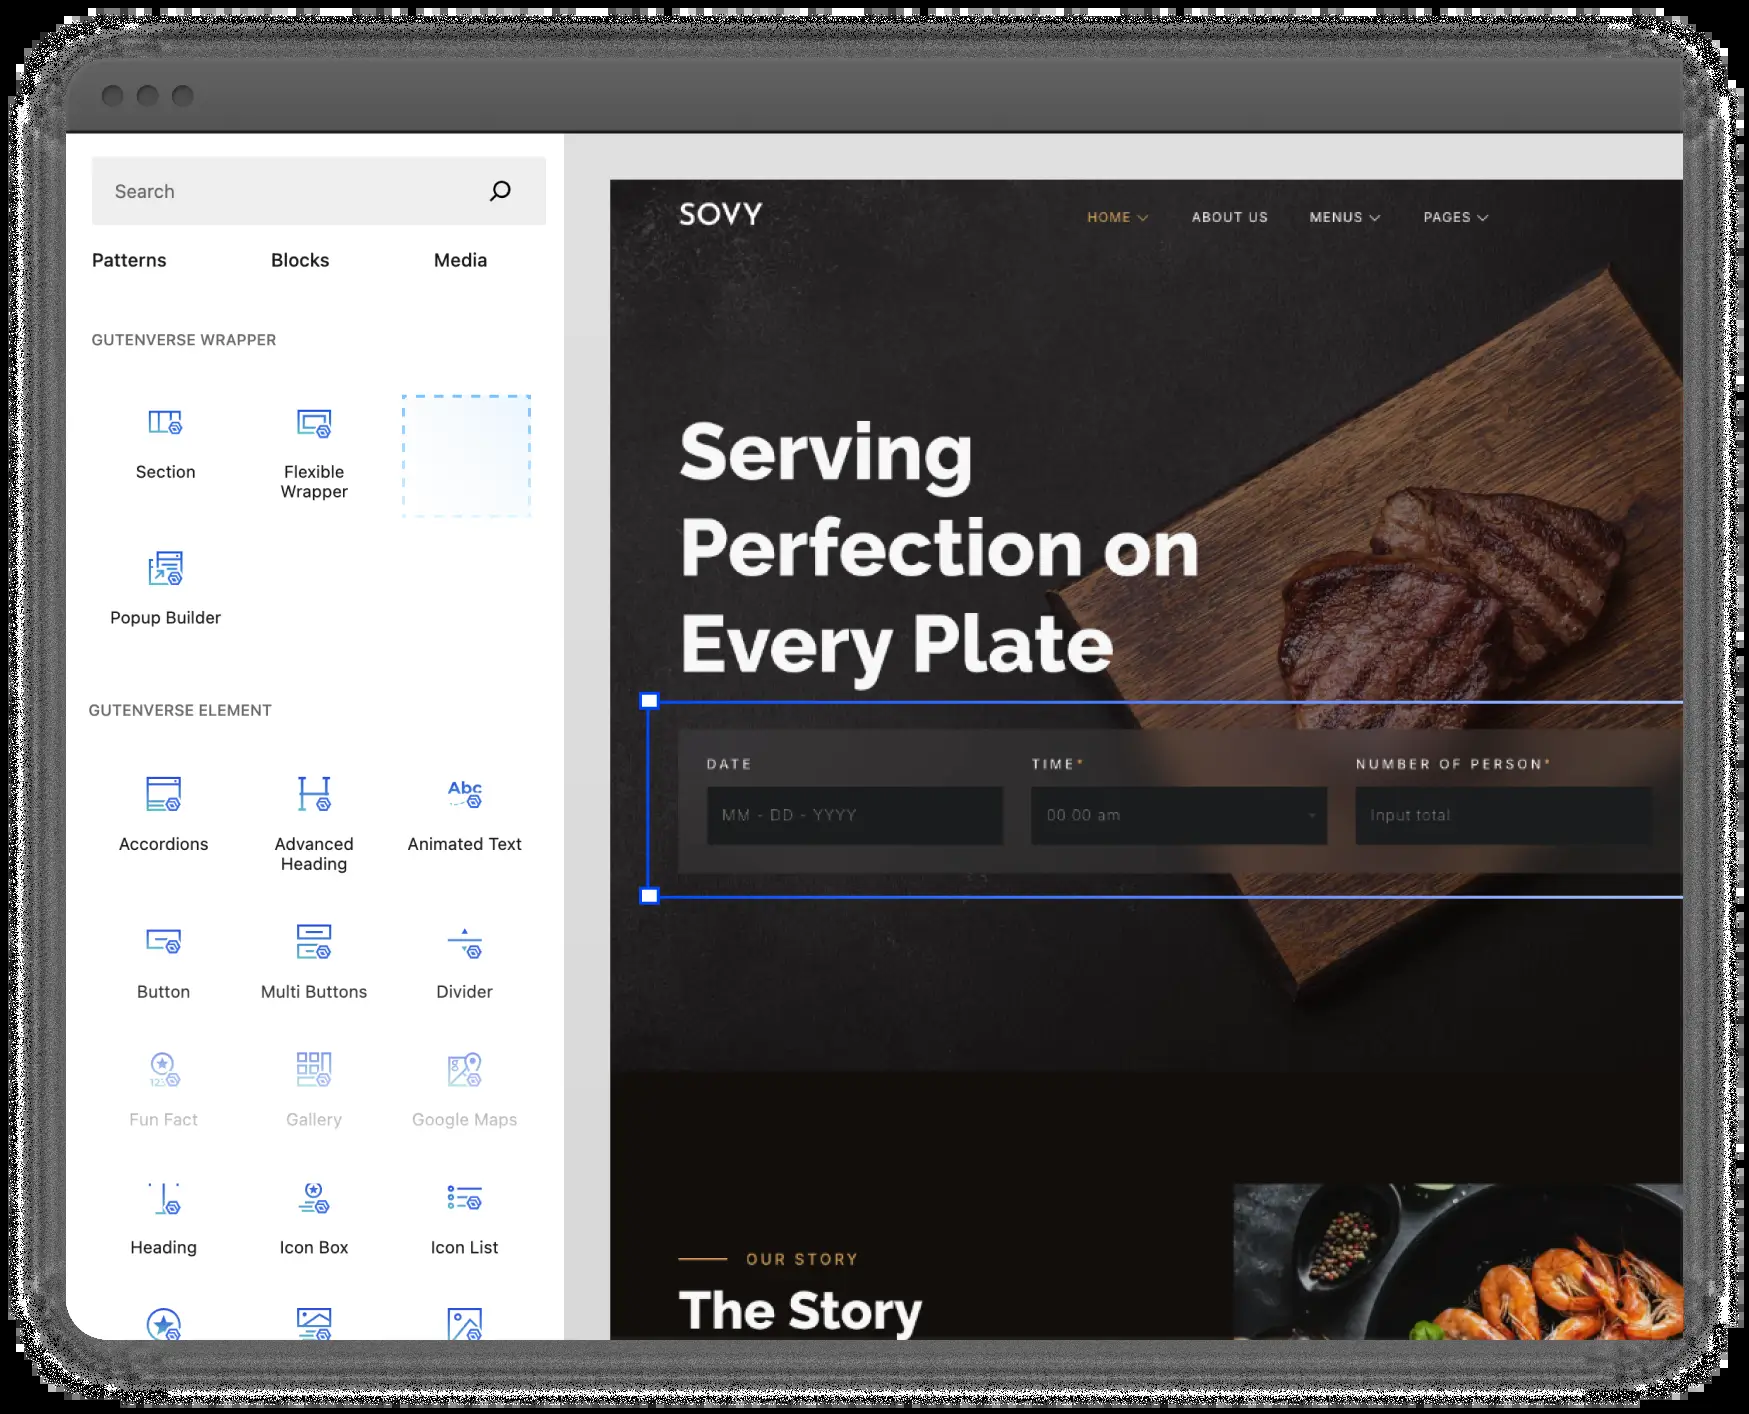 Search
Patterns
Blocks
Media
GUTENVERSE WRAPPER
Section
Flexible
Wrapper
Popup Builder
GUTENVERSE ELEMENT
Accordions
Advanced
Heading
Animated Text
Abc
Button
Multi Buttons
Divider
123
Fun Fact
Gallery
Google Maps
Heading
Icon Box
Icon List
SOVY
HOME
ABOUT US
MENUS
PAGES
Serving
Perfection on
Every Plate
DATE
MM - DD - YYYY
TIME*
00 00 am
NUMBER OF PERSON*
Input total
OUR STORY
The Story